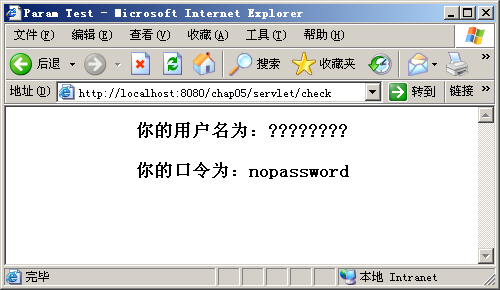 Param Test - Microsoft Internet Explorer
文件(F) 编辑(E) 查看(V) 收藏(A) 工具(T) 帮助(H)
后退 搜索 收藏夹
地址(D) http://localhost:8080/chap05/servlet/check 转到 链接 »
你的用户名为：????????
你的口令为：nopassword
完毕 本地 Intranet